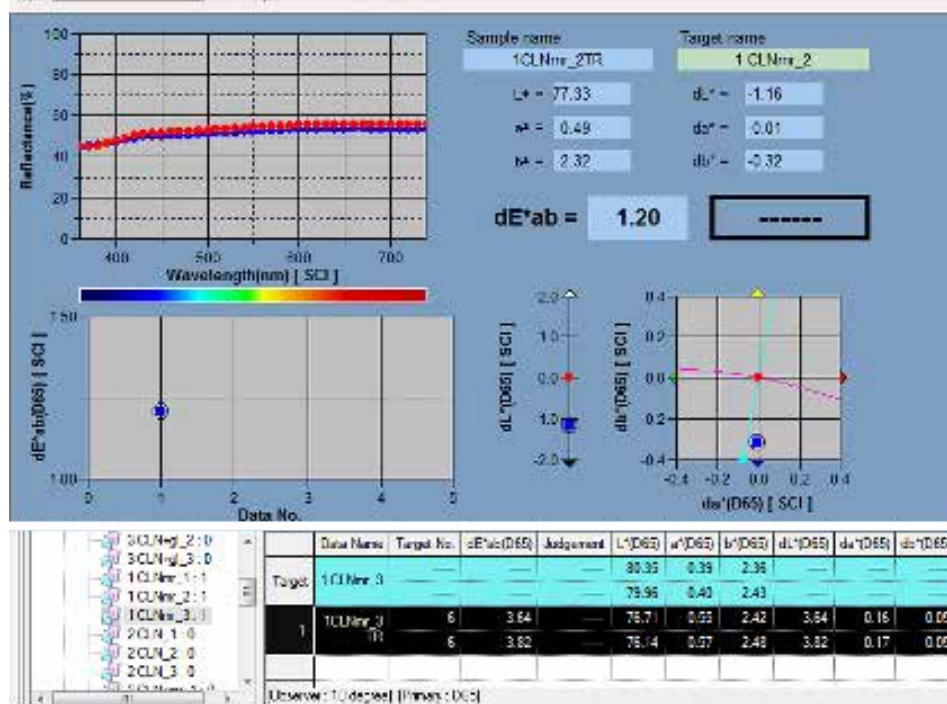 Sample name
Target name
1CLNmr_2TR
1 CLNmr_2
L* = 77.33
dL* = -1.16
a* = 0.49
da* = -0.01
b* = 2.32
db* = -0.32
dE*ab = 1.20
------
Reflectance[%]
100
80
60
40
20
0
400 500 600 700
Wavelength(nm) [ SCI ]
dE*ab(D65) [ SCI ]
1.50
1.00
0 1 2 3 4 5
Data No.
dL*(D65) [ SCI ]
2.0
1.0
0.0
-2.0
db*(D65) [ SCI ]
0.4
0.2
0.0
-0.4
-0.4 -0.2 0.0 0.2 0.4
da*(D65) [ SCI ]
3CLN+gl_2 : 0
3CLN+gl_3 : 0
1CLNmr_1 : 1
1CLNmr_2 : 1
1CLNmr_3 : 1
2CLN_1 : 0
2CLN_2 : 0
2CLN_3 : 0
Data Name Target No. dE*ab(D65) Judgement L*(D65) a*(D65) b*(D65) dL*(D65) da*(D65) db*(D65
Target 1CLNmr_3 80.35 0.39 2.36
79.96 0.40 2.43
1 1CLNmr_3 TR 6 3.64 76.71 0.55 2.42 3.64 0.16 0.05
6 3.82 76.14 0.57 2.48 3.82 0.17 0.05
[Observer : 10 degree] [Primary : D65]